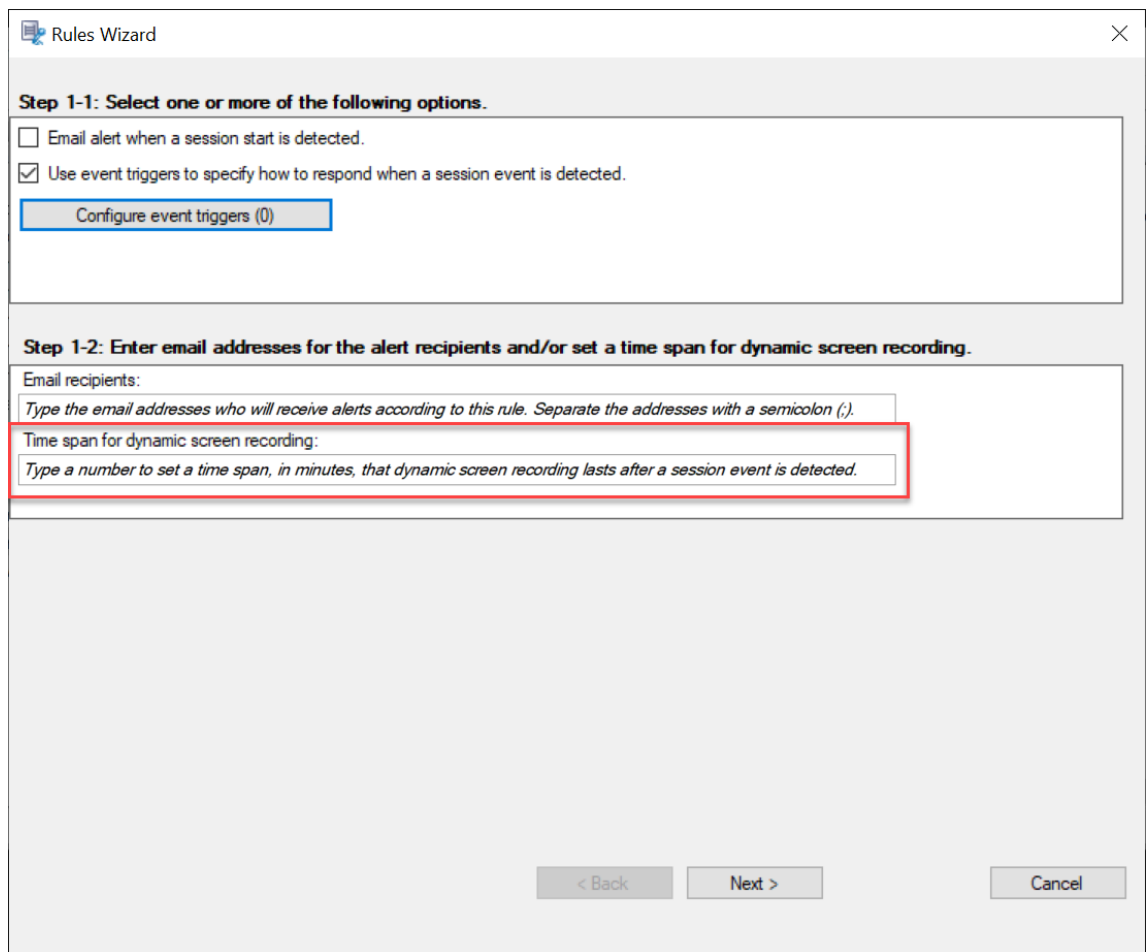 Rules Wizard
Step 1-1: Select one or more of the following options.
Email alert when a session start is detected.
Use event triggers to specify how to respond when a session event is detected.
Configure event triggers (0)
Step 1-2: Enter email addresses for the alert recipients and/or set a time span for dynamic screen recording.
Email recipients:
Type the email addresses who will receive alerts according to this rule. Separate the addresses with a semicolon (;).
Time span for dynamic screen recording:
Type a number to set a time span, in minutes, that dynamic screen recording lasts after a session event is detected.
< Back Next > Cancel